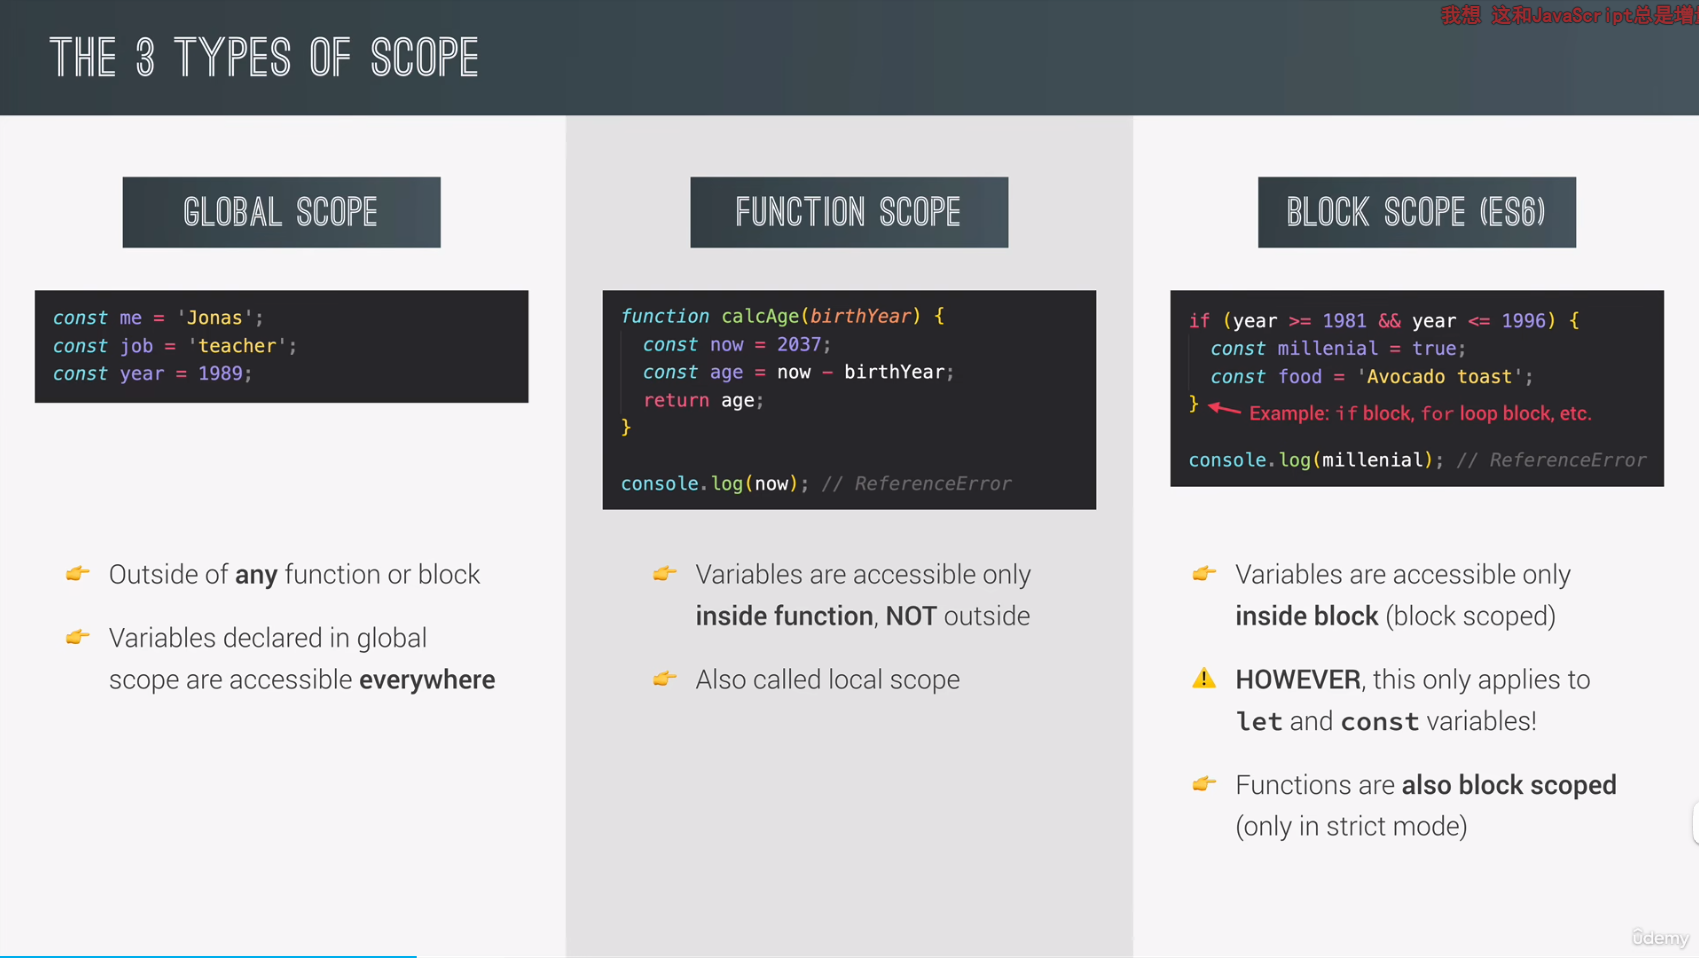 我想 这和JavaScript总是增
THE 3 TYPES OF SCOPE
GLOBAL SCOPE
const me = 'Jonas';
const job = 'teacher';
const year = 1989;
Outside of any function or block
Variables declared in global
scope are accessible everywhere
FUNCTION SCOPE
function calcAge(birthYear) {
const now = 2037;
const age = now − birthYear;
return age;
}
console.log(now); // ReferenceError
Variables are accessible only
inside function, NOT outside
Also called local scope
BLOCK SCOPE (ES6)
if (year >= 1981 && year <= 1996) {
const millenial = true;
const food = 'Avocado toast';
} Example: if block, for loop block, etc.
console.log(millenial); // ReferenceError
Variables are accessible only
inside block (block scoped)
HOWEVER, this only applies to
let and const variables!
Functions are also block scoped
(only in strict mode)
ûdemy